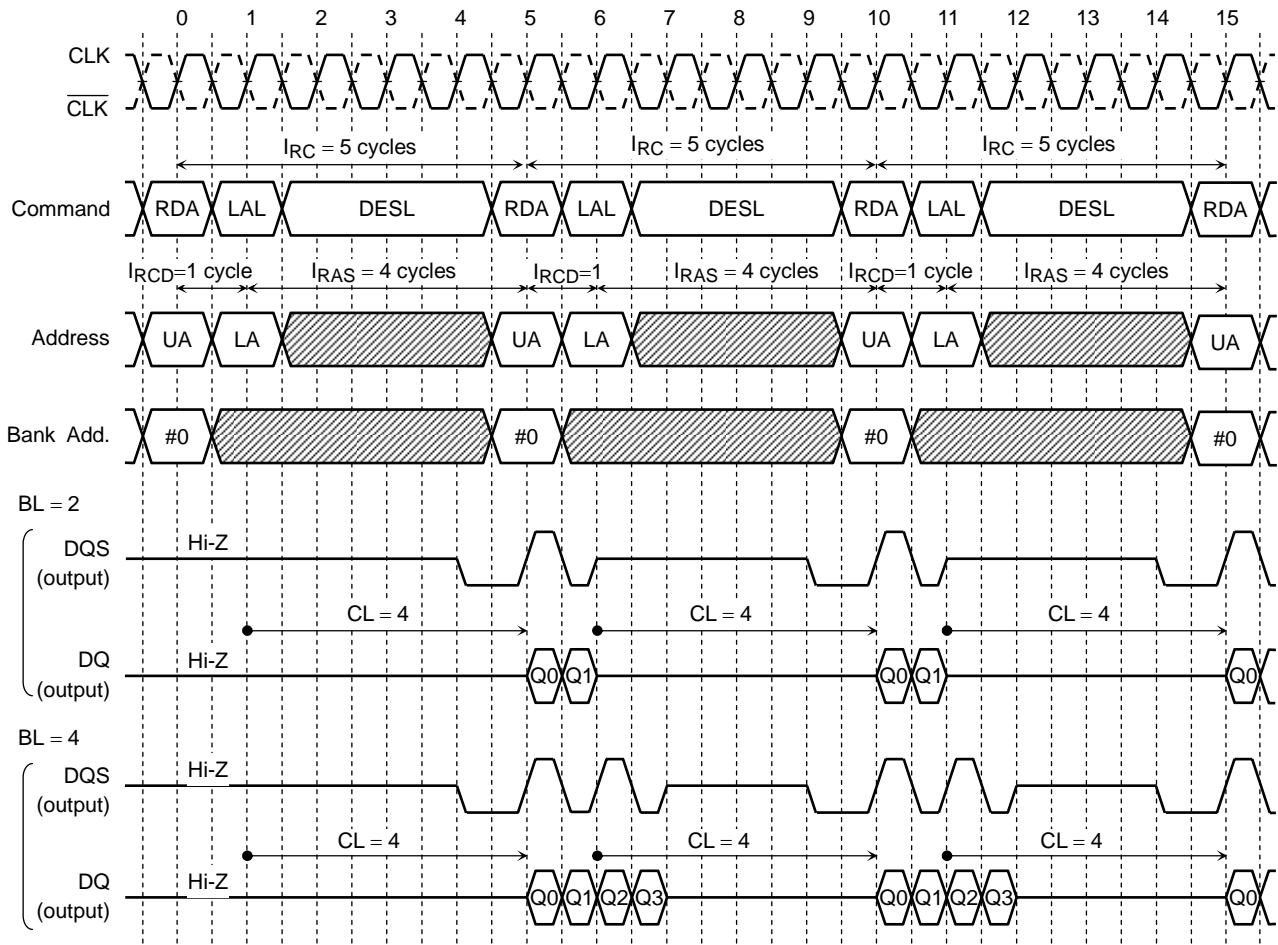 0 1 2 3 4 5 6 7 8 9 10 11 12 13 14 15
CLK
CLK
IRC = 5 cycles IRC = 5 cycles IRC = 5 cycles
Command RDA LAL DESL RDA LAL DESL RDA LAL DESL RDA
IRCD=1 cycle IRAS = 4 cycles IRCD=1 IRAS = 4 cycles IRCD=1 cycle IRAS = 4 cycles
Address UA LA UA LA UA LA UA
Bank Add. #0 #0 #0 #0
BL = 2
DQS
(output)
Hi-Z
CL = 4 CL = 4 CL = 4
DQ
(output)
Hi-Z Q0 Q1 Q0 Q1 Q0
BL = 4
DQS
(output)
Hi-Z
CL = 4 CL = 4 CL = 4
DQ
(output)
Hi-Z Q0 Q1 Q2 Q3 Q0 Q1 Q2 Q3 Q0